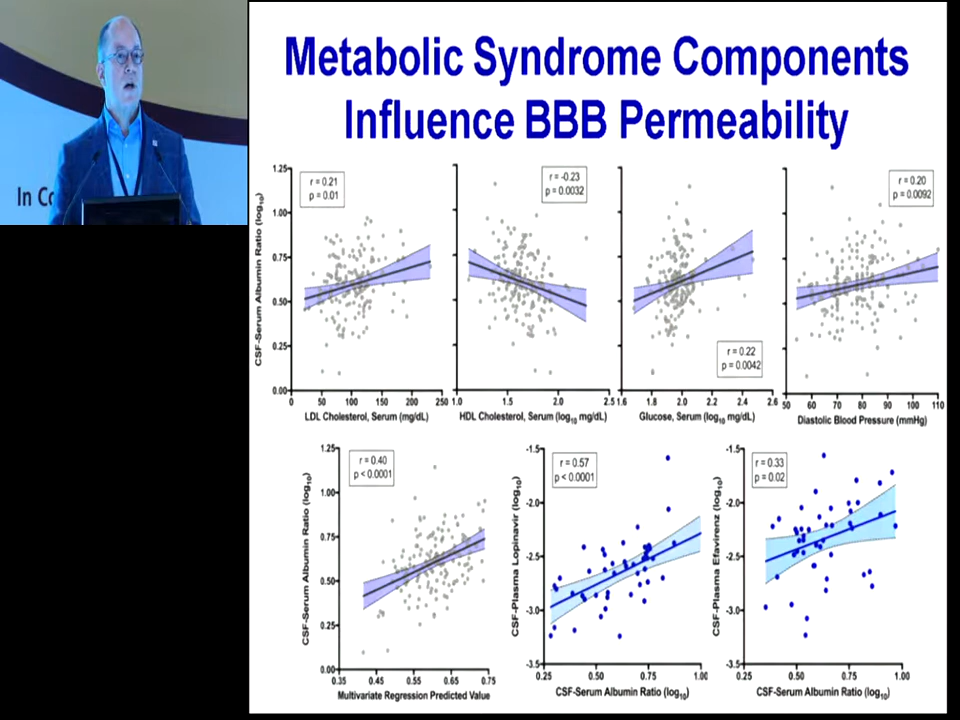 In Co
Metabolic Syndrome Components
Influence BBB Permeability
CSF-Serum Albumin Ratio (log10)
1.25
1.00
0.75
0.50
0.25
0.00
r = 0.21
p = 0.01
0 50 100 150 200 250
LDL Cholesterol, Serum (mg/dL)
r = -0.23
p = 0.0032
1.0 1.5 2.0 2.5
HDL Cholesterol, Serum (log10 mg/dL)
r = 0.22
p = 0.0042
1.6 1.8 2.0 2.2 2.4 2.6
Glucose, Serum (log10 mg/dL)
r = 0.20
p = 0.0092
50 60 70 80 90 100 110
Diastolic Blood Pressure (mmHg)
CSF-Serum Albumin Ratio (log10)
1.25
1.00
0.75
0.50
0.25
0.00
r = 0.40
p < 0.0001
0.35 0.45 0.55 0.65 0.74
Multivariate Regression Predicted Value
CSF-Plasma Lopinavir (log10)
-1.5
-2.0
-2.5
-3.0
-3.5
r = 0.57
p < 0.0001
0.25 0.50 0.75 1.00
CSF-Serum Albumin Ratio (log10)
CSF-Plasma Efavirenz (log10)
-1.5
-2.0
-2.5
-3.0
-3.5
r = 0.33
p = 0.02
0.25 0.50 0.75 1.00
CSF-Serum Albumin Ratio (log10)